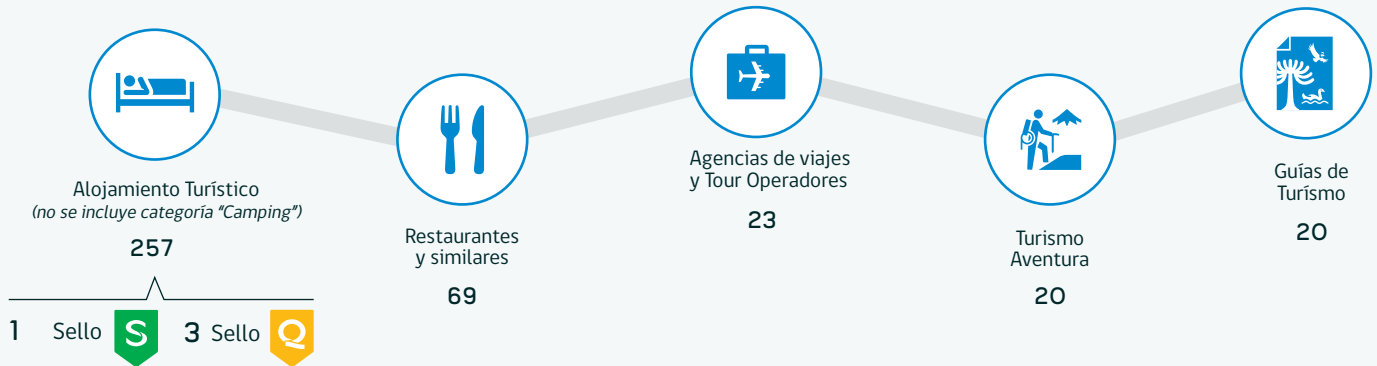 Alojamiento Turístico
(no se incluye categoría "Camping")
257
1 Sello S 3 Sello Q
Restaurantes
y similares
69
Agencias de viajes
y Tour Operadores
23
Turismo
Aventura
20
Guías de
Turísmo
20